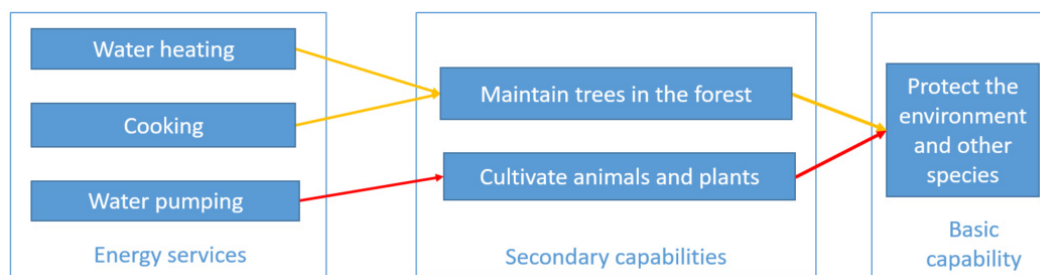 Water heating
Cooking
Water pumping
Energy services
Maintain trees in the forest
Cultivate animals and plants
Secondary capabilities
Protect the
environment
and other
species
Basic
capability